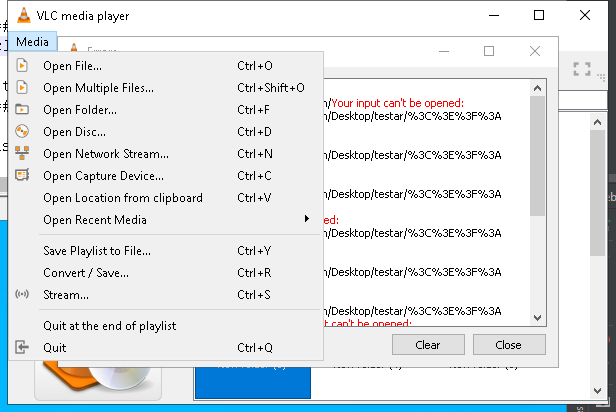 VLC media player
Media
Open File... Ctrl+O
Open Multiple Files... Ctrl+Shift+O
Open Folder... Ctrl+F
Open Disc... Ctrl+D
Open Network Stream... Ctrl+N
Open Capture Device... Ctrl+C
Open Location from clipboard Ctrl+V
Open Recent Media
Save Playlist to File... Ctrl+Y
Convert / Save... Ctrl+R
Stream... Ctrl+S
Quit at the end of playlist
Quit Ctrl+Q
Your input can't be opened:
/Desktop/testar/%3C%3E%3F%3A
/Desktop/testar/%3C%3E%3F%3A
/Desktop/testar/%3C%3E%3F%3A
/Desktop/testar/%3C%3E%3F%3A
/Desktop/testar/%3C%3E%3F%3A
/Desktop/testar/%3C%3E%3F%3A
can't be opened:
Clear Close